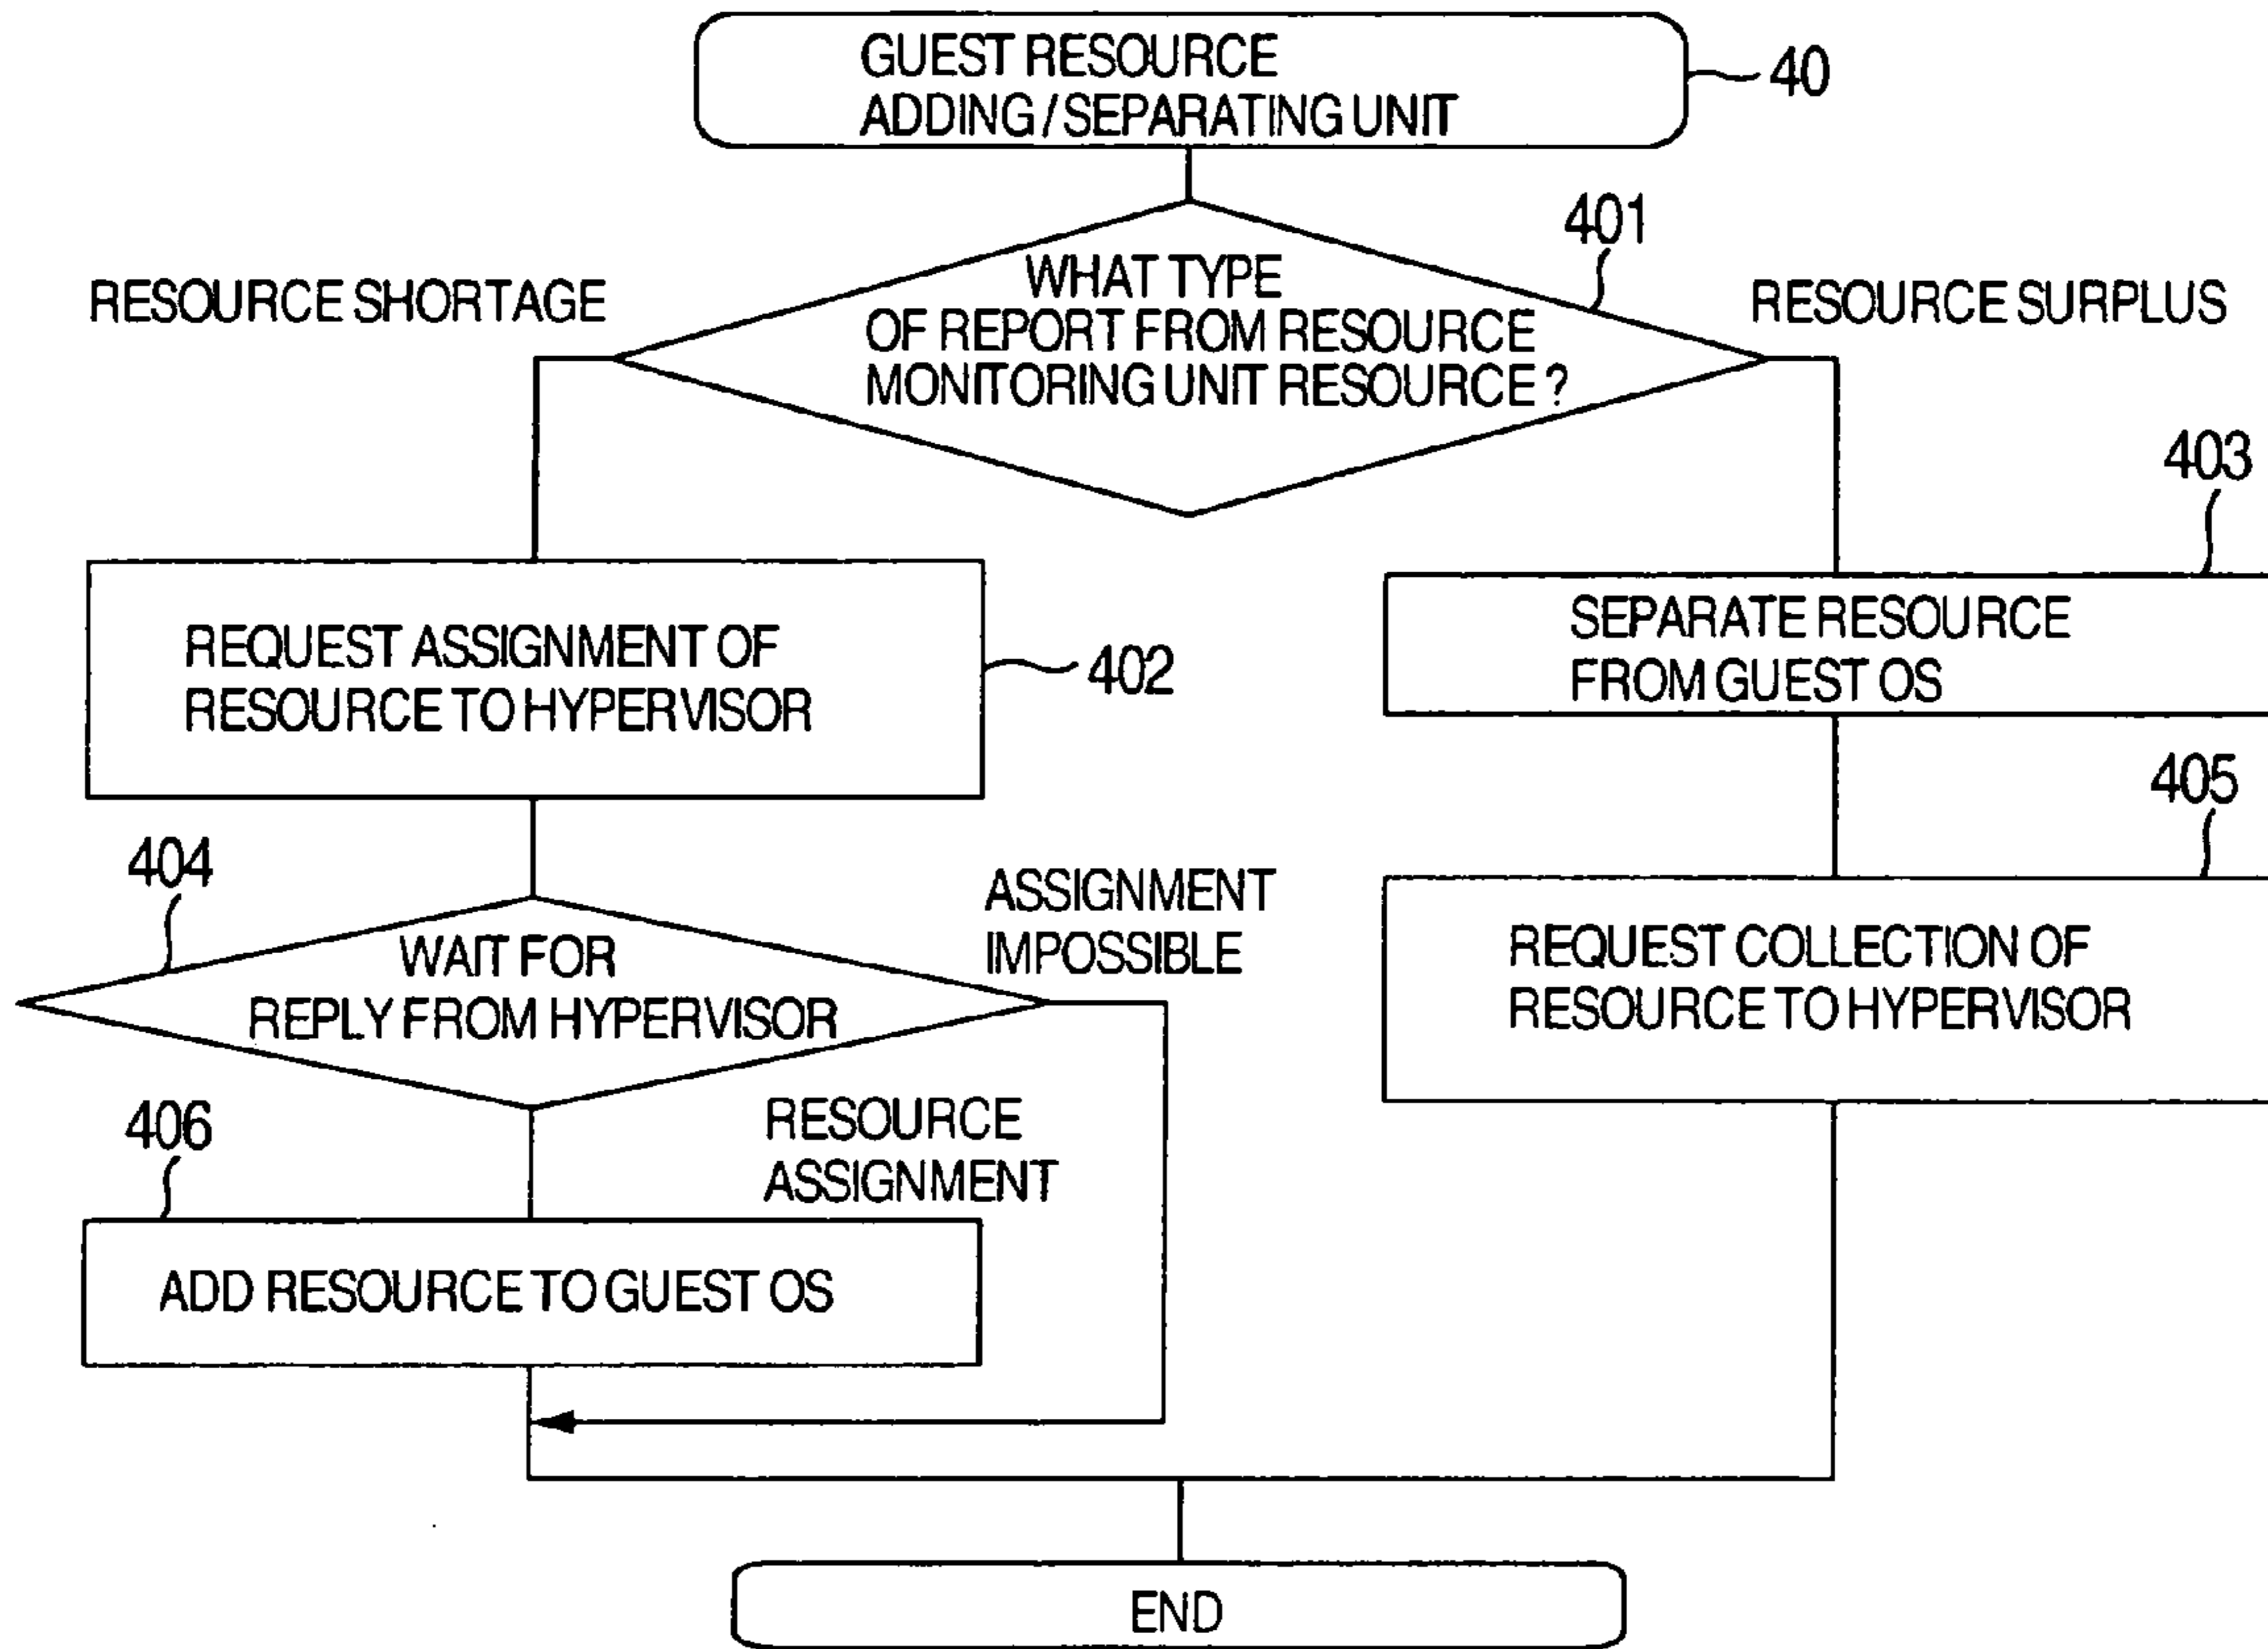 GUEST RESOURCE
ADDING / SEPARATING UNIT
40
401
WHAT TYPE
OF REPORT FROM RESOURCE
MONITORING UNIT RESOURCE ?
RESOURCE SHORTAGE
RESOURCE SURPLUS
403
REQUEST ASSIGNMENT OF
RESOURCE TO HYPERVISOR
402
SEPARATE RESOURCE
FROM GUEST OS
405
404
WAIT FOR
REPLY FROM HYPERVISOR
ASSIGNMENT
IMPOSSIBLE
REQUEST COLLECTION OF
RESOURCE TO HYPERVISOR
406
RESOURCE
ASSIGNMENT
ADD RESOURCE TO GUEST OS
END